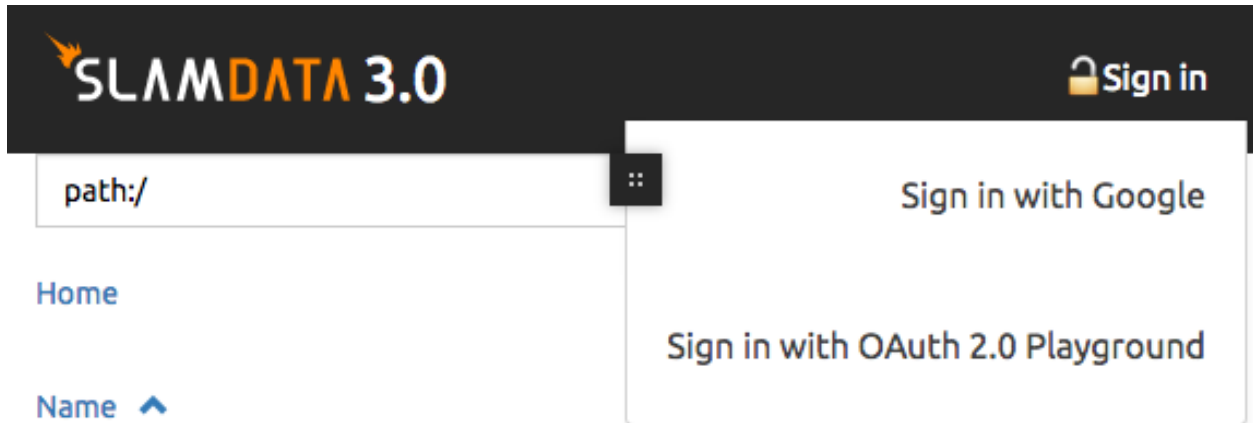 SLAMDATA 3.0
Sign in
path:/
Sign in with Google
Home
Sign in with OAuth 2.0 Playground
Name